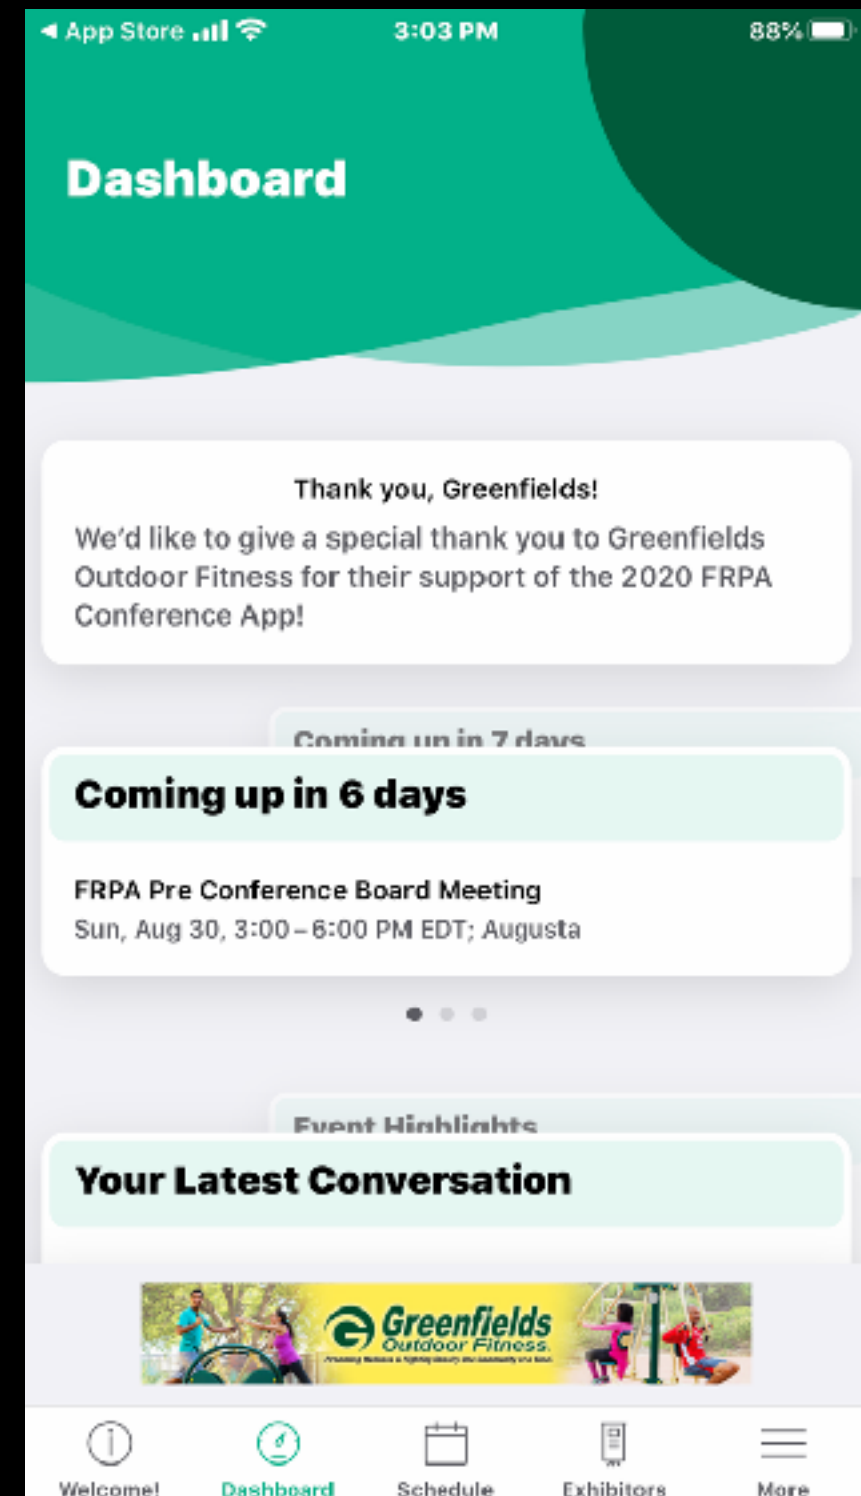 App Store
3:03 PM
88%
Dashboard
Thank you, Greenfields!
We'd like to give a special thank you to Greenfields
Outdoor Fitness for their support of the 2020 FRPA
Conference App!
Coming up in 7 days
Coming up in 6 days
FRPA Pre Conference Board Meeting
Sun, Aug 30, 3:00–6:00 PM EDT; Augusta
Event Highlights
Your Latest Conversation
Greenfields
Outdoor Fitness.
Welcome!
Dashboard
Schedule
Exhibitors
More